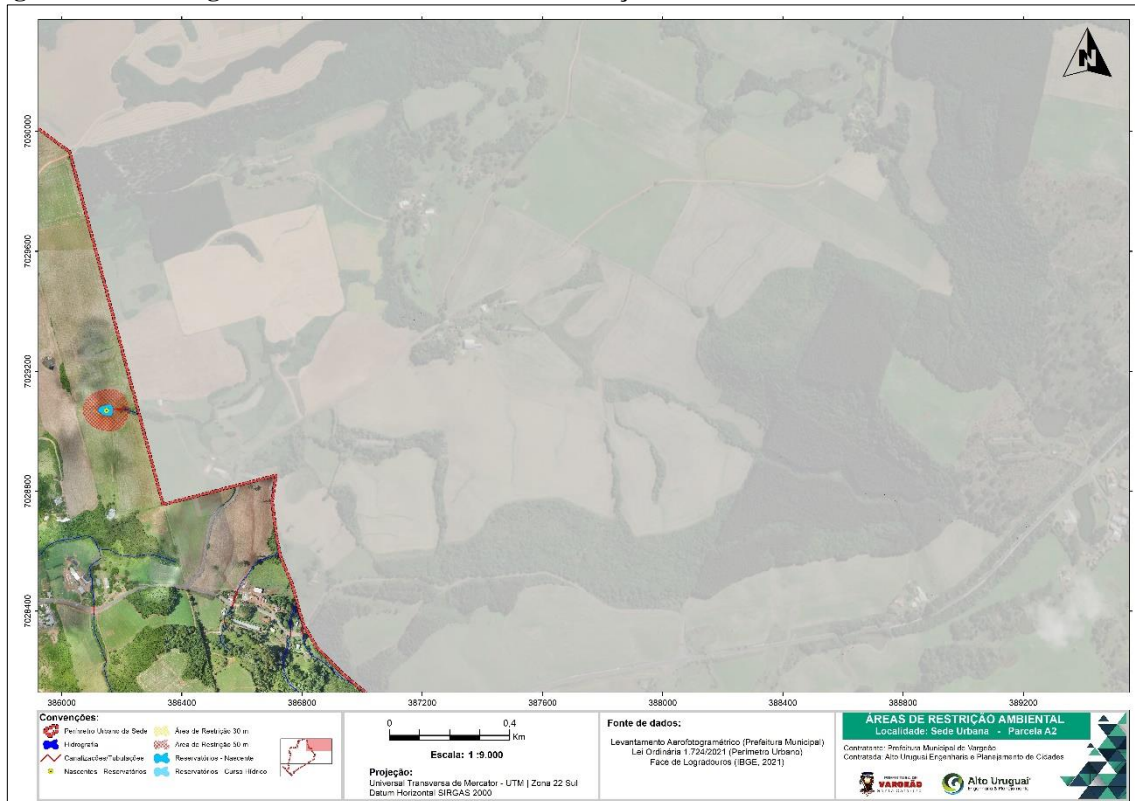 N
7030000
7029600
7029200
7028800
7028400
386000 386400 386800 387200 387600 388000 388400 388800 389200
Convenções:
Perímetro Urbano da Sede
Hidrografia
Canalizações/Tubulações
Nascentes Reservatórios
Área de Restrição 30 m
Área de Restrição 50 m
Reservatórios - Nascente
Reservatórios Curso Hídrico
0 0,4
Km
Escala: 1 :9.000
Projeção:
Universal Transversa de Mercator - UTM | Zona 22 Sul
Datum Horizontal SIRGAS 2000
Fonte de dados:
Levantamento Aerofotogramétrico (Prefeitura Municipal)
Lei Ordinária 1.724/2021 (Perímetro Urbano)
Face de Logradouros (IBGE, 2021)
ÁREAS DE RESTRIÇÃO AMBIENTAL
Localidade: Sede Urbana - Parcela A2
Contratante: Prefeitura Municipal de Vargeão
Contratada: Alto Uruguai Engenharia e Planejamento de Cidades
PREFEITURA DE
VARGEÃO
Alto Uruguai
Engenharia & Planejamento